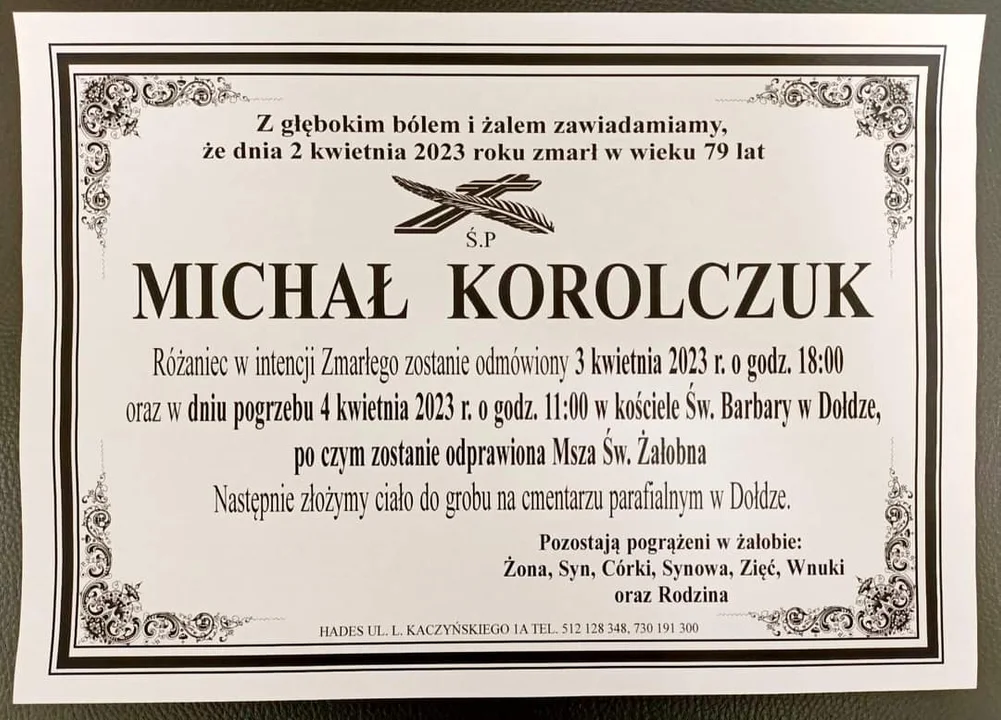 Z głębokim bólem i żalem zawiadamiamy,
że dnia 2 kwietnia 2023 roku zmarł w wieku 79 lat
Ś.P
MICHAŁ KOROLCZUK
Różaniec w intencji Zmarłego zostanie odmówiony 3 kwietnia 2023 r. o godz. 18:00
oraz w dniu pogrzebu 4 kwietnia 2023 r. o godz. 11:00 w kościele Św. Barbary w Dołdze,
po czym zostanie odprawiona Msza Św. Żałobna
Następnie złożymy ciało do grobu na cmentarzu parafialnym w Dołdze.
Pozostają pogrążeni w żałobie:
Żona, Syn, Córki, Synowa, Zięć, Wnuki
oraz Rodzina
HADES UL. L. KACZYŃSKIEGO 1A TEL. 512 128 348, 730 191 300